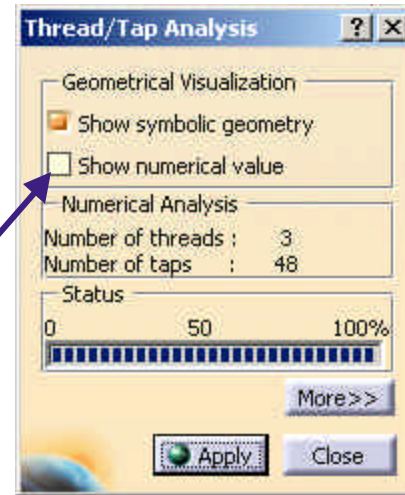 Thread/Tap Analysis ? ×
Geometrical Visualization
Show symbolic geometry
Show numerical value
Numerical Analysis
Number of threads : 3
Number of taps : 48
Status
0 50 100%
More>>
Apply Close